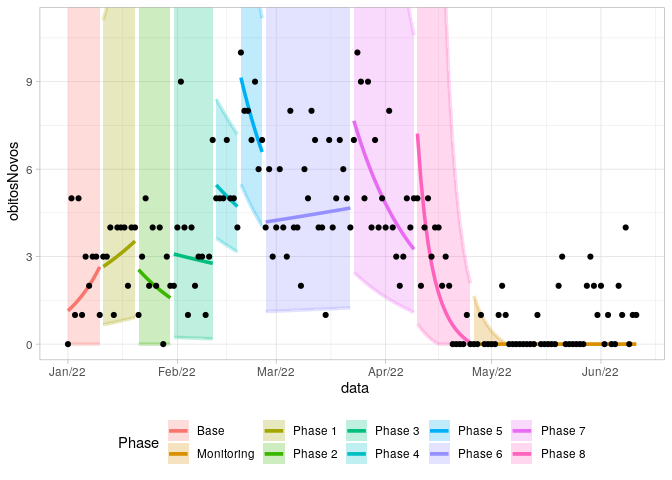 9
6
3
0
obitosNovos
Jan/22 Feb/22 Mar/22 Apr/22 May/22 Jun/22
data
Phase
Base Phase 1 Phase 3 Phase 5 Phase 7
Monitoring Phase 2 Phase 4 Phase 6 Phase 8